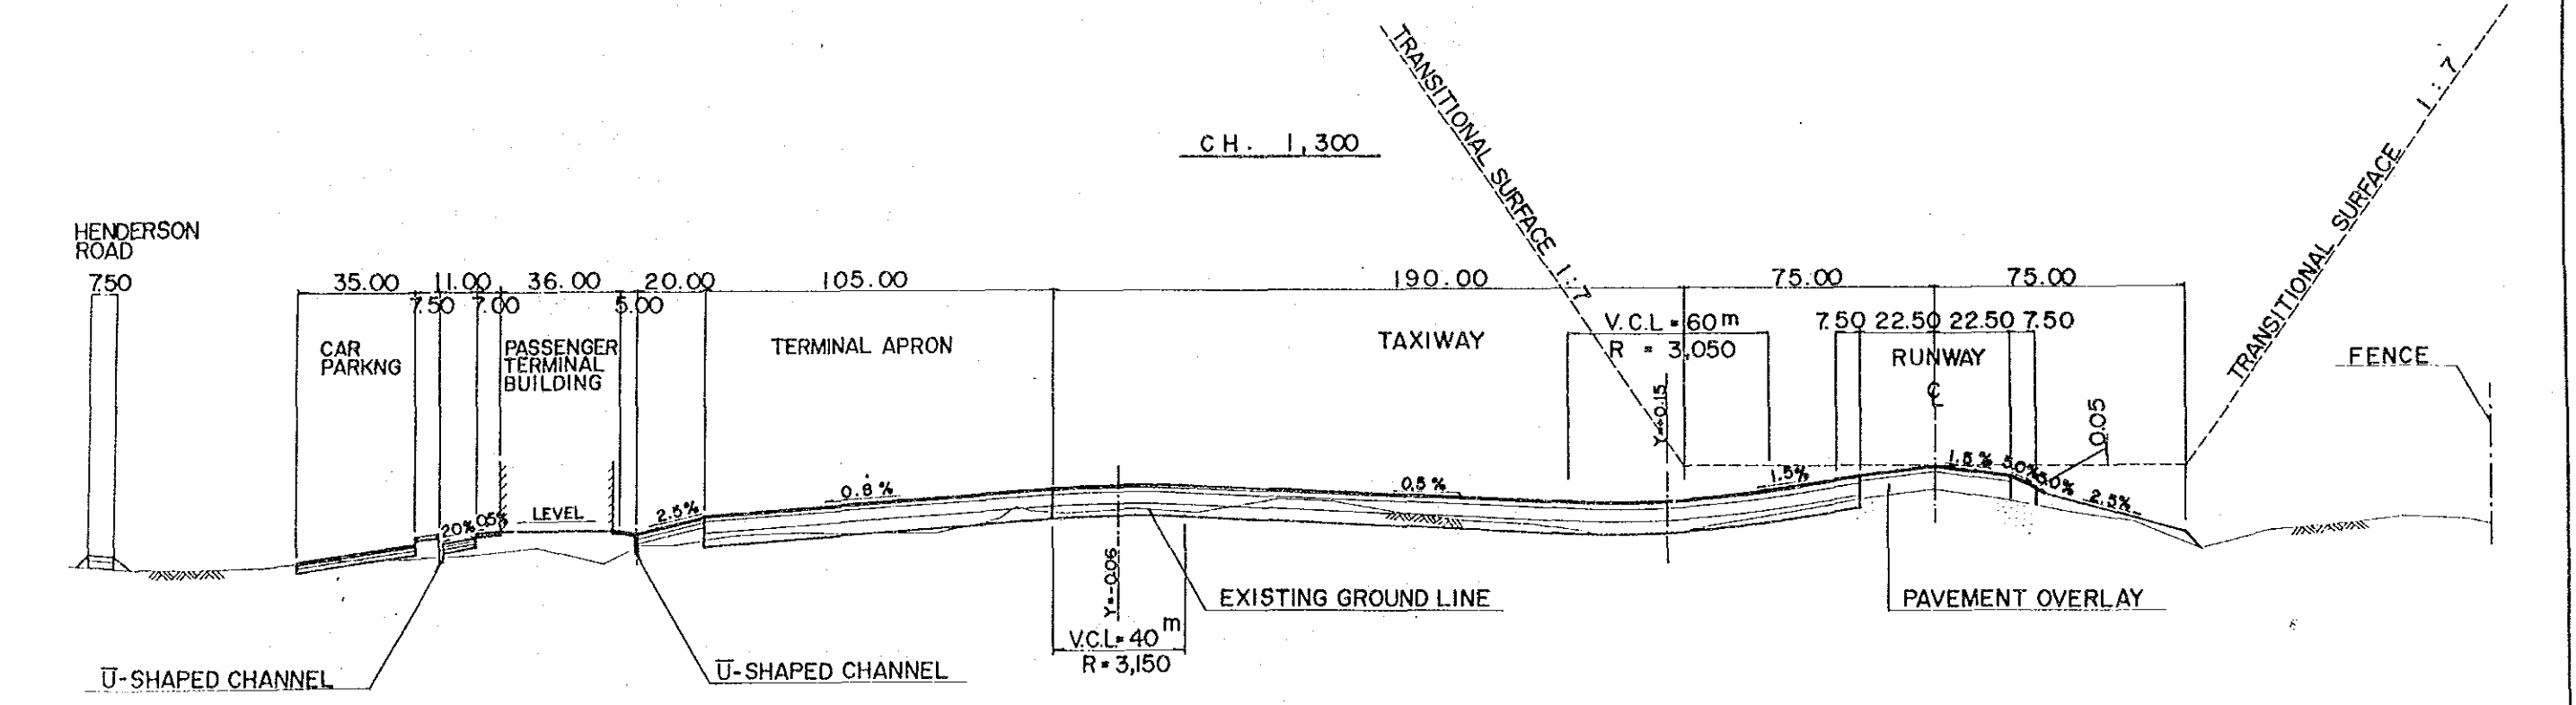 CH. 1,300
TRANSITIONAL SURFACE 1:7
TRANSITIONAL SURFACE 1:7
HENDERSON
ROAD
7.50
35.00 11.00 36.00 20.00 105.00 190.00 75.00 75.00
7.50 7.00 5.00
V.C.L=60m
R = 3,050
7.50 22.50 22.50 7.50
CAR
PARKNG
PASSENGER
TERMINAL
BUILDING
TERMINAL APRON
TAXIWAY
RUNWAY
℄
FENCE
Y=+0.15
0.05
2.0% 0.5% LEVEL 2.5% 0.8% 0.5% 1.5% 1.5% 5.0% 5.0% 2.5%
Y=-0.06
V.C.L=40m
R=3,150
EXISTING GROUND LINE
PAVEMENT OVERLAY
U-SHAPED CHANNEL
U-SHAPED CHANNEL